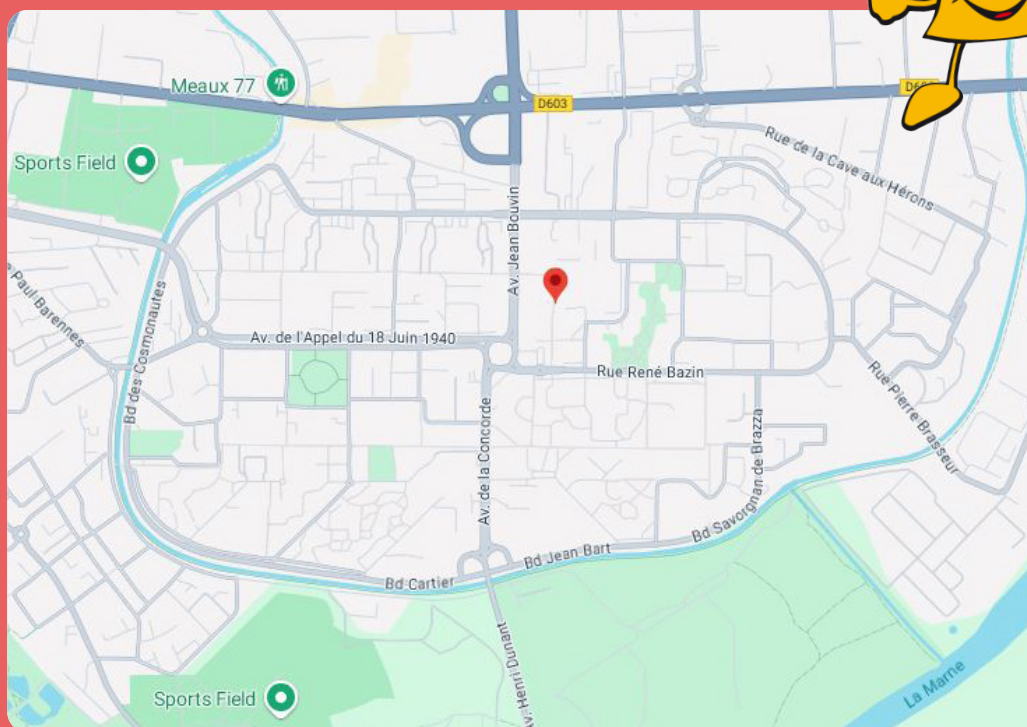 Meaux 77
D603
Sports Field
Rue de la Cave aux Hérons
Av. Jean Bouvin
Paul Barennes
Bd des Cosmonautes
Av. de l'Appel du 18 Juin 1940
Rue René Bazin
Rue Pierre Brasseur
Av. de la Concorde
Bd Savorgnan de Brazza
Bd Jean Bart
Bd Cartier
Av. Henri Dunant
Sports Field
La Marne